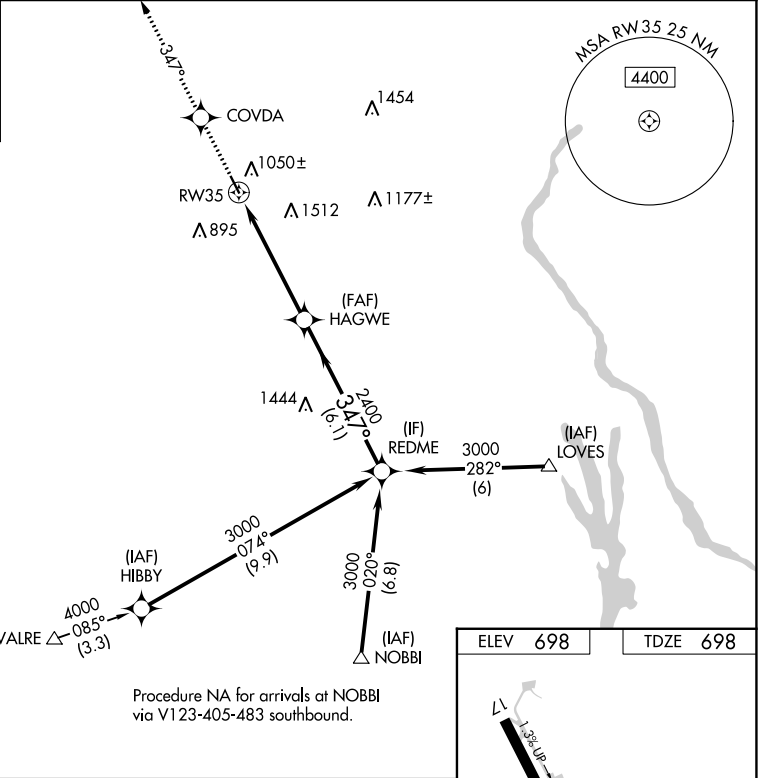 347°
COVDA
1454
MSA RW35 25 NM
4400
1050±
RW35
1512
1177±
895
(FAF)
HAGWE
1444
2400
347°
(6.1)
(IF)
REDME
3000
282°
(6)
(IAF)
LOVES
3000
074°
(9.9)
(IAF)
HIBBY
3000
020°
(6.8)
4000
085°
(3.3)
VALRE
(IAF)
NOBBI
Procedure NA for arrivals at NOBBI
via V123-405-483 southbound.
ELEV 698
TDZE 698
17
1.3% UP